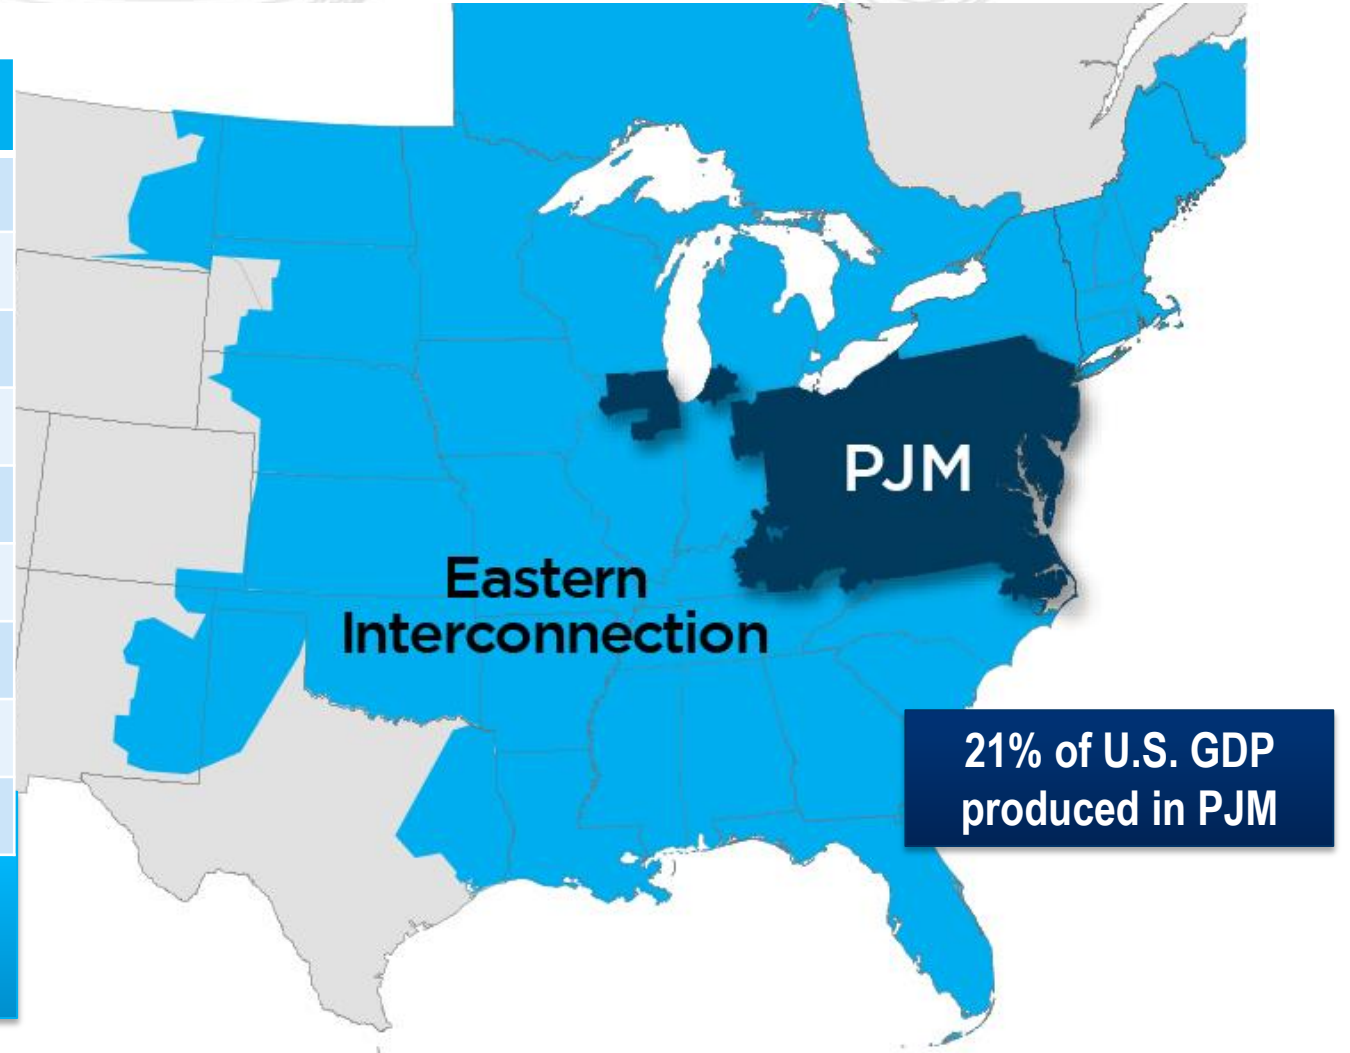 PJM
Eastern
Interconnection
21% of U.S. GDP
produced in PJM